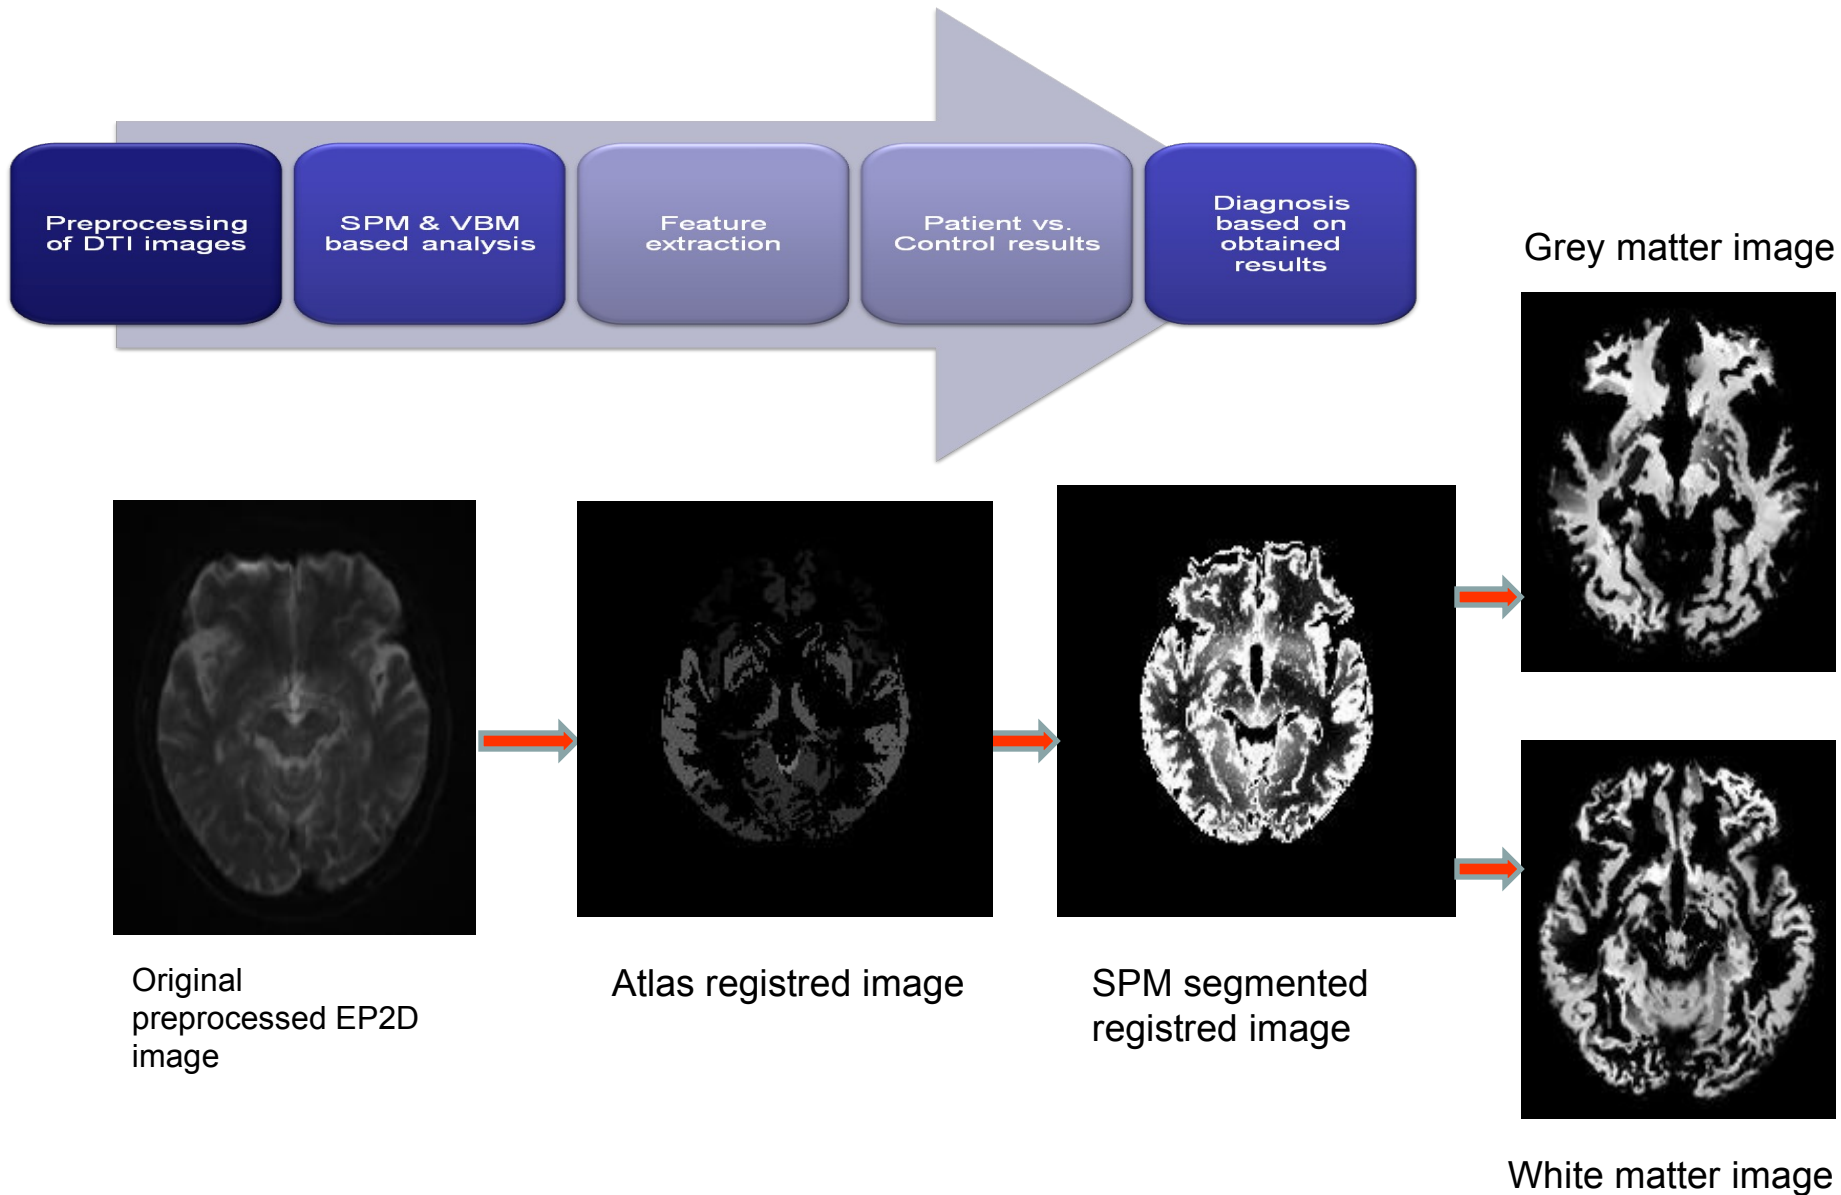 Preprocessing
of DTI images
SPM & VBM
based analysis
Feature
extraction
Patient vs.
Control results
Diagnosis
based on
obtained
results
Grey matter image
Original
preprocessed EP2D
image
Atlas registred image
SPM segmented
registred image
White matter image